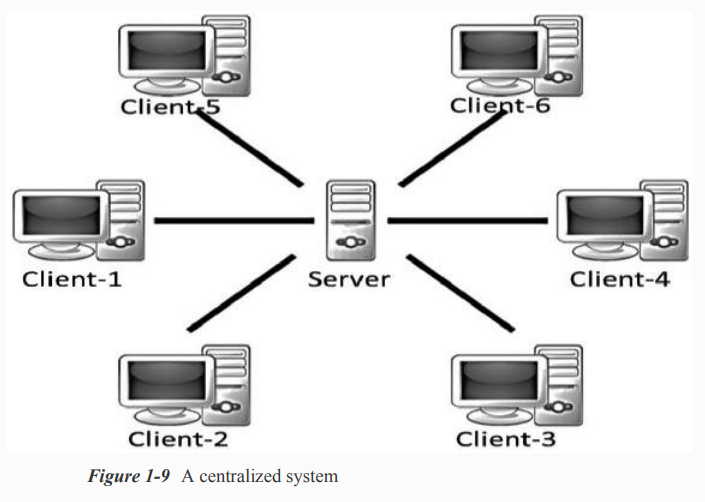 Client-5
Client-6
Client-1
Server
Client-4
Client-2
Client-3
Figure 1-9 A centralized system